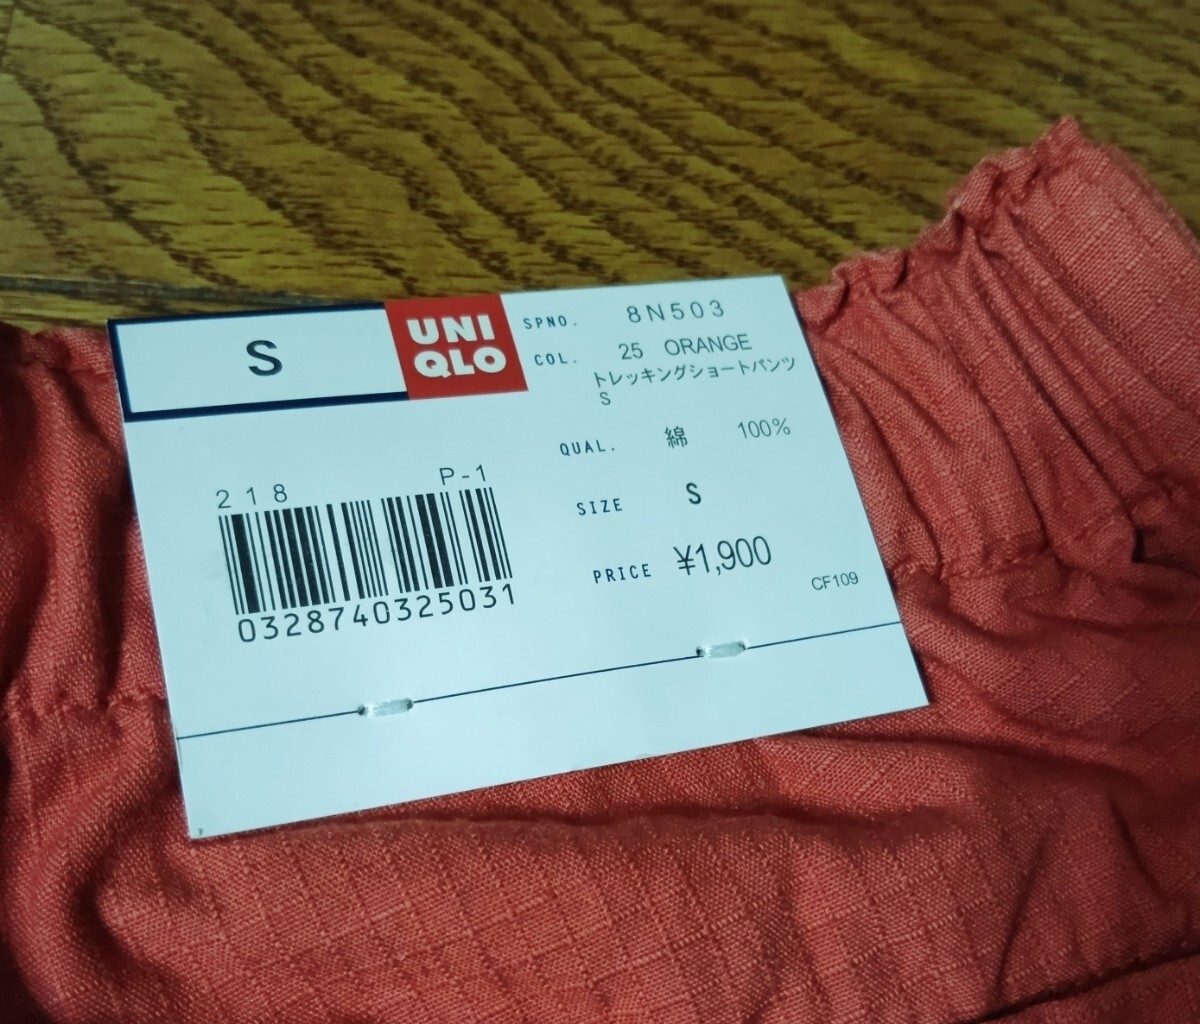 S
UNI
QLO
SPNO. 8N503
COL. 25 ORANGE
トレッキングショートパンツ
S
QUAL. 綿 100%
SIZE S
PRICE ¥1,900
CF109
218 P-1
0328740325031